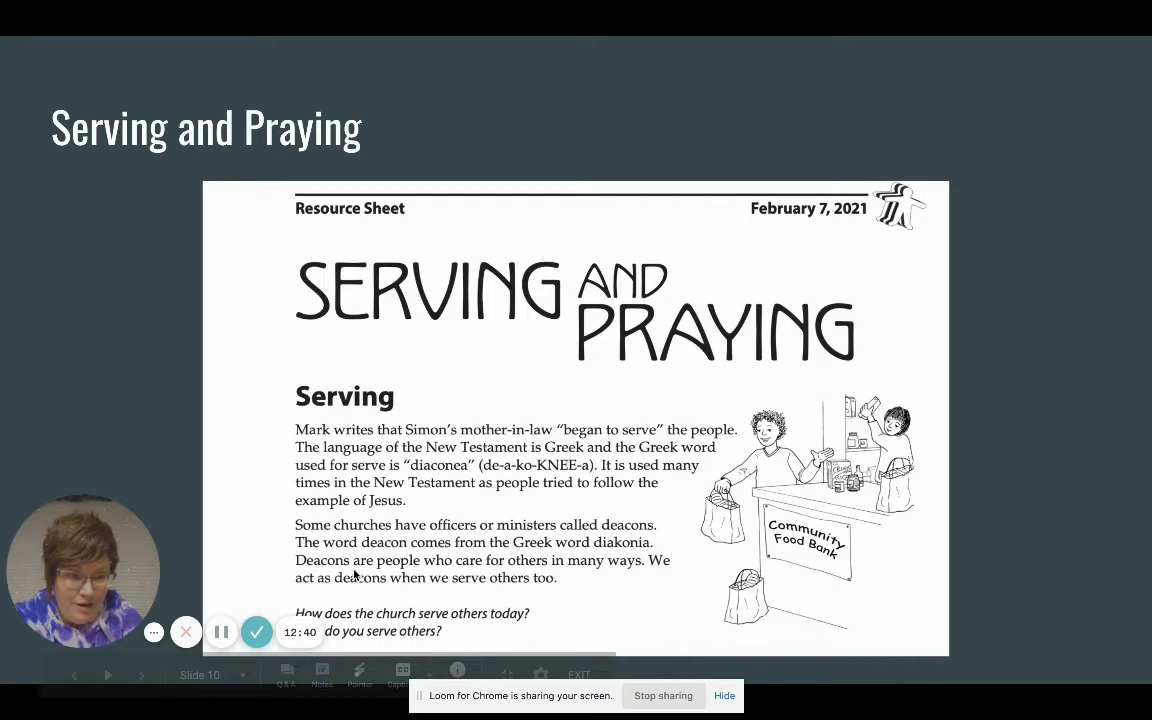 Serving and Praying
Resource Sheet
February 7, 2021
SERVING AND
PRAYING
Serving
Mark writes that Simon's mother-in-law "began to serve" the people.
The language of the New Testament is Greek and the Greek word
used for serve is "diaconea" (de-a-ko-KNEE-a). It is used many
times in the New Testament as people tried to follow the
example of Jesus.
Some churches have officers or ministers called deacons.
The word deacon comes from the Greek word diakonia.
Deacons are people who care for others in many ways. We
act as deacons when we serve others too.
How does the church serve others today?
do you serve others?
Community
Food Bank
12:40
Slide 10
Q & A
Notes
Pointer
EXIT
Loom for Chrome is sharing your screen.
Stop sharing
Hide